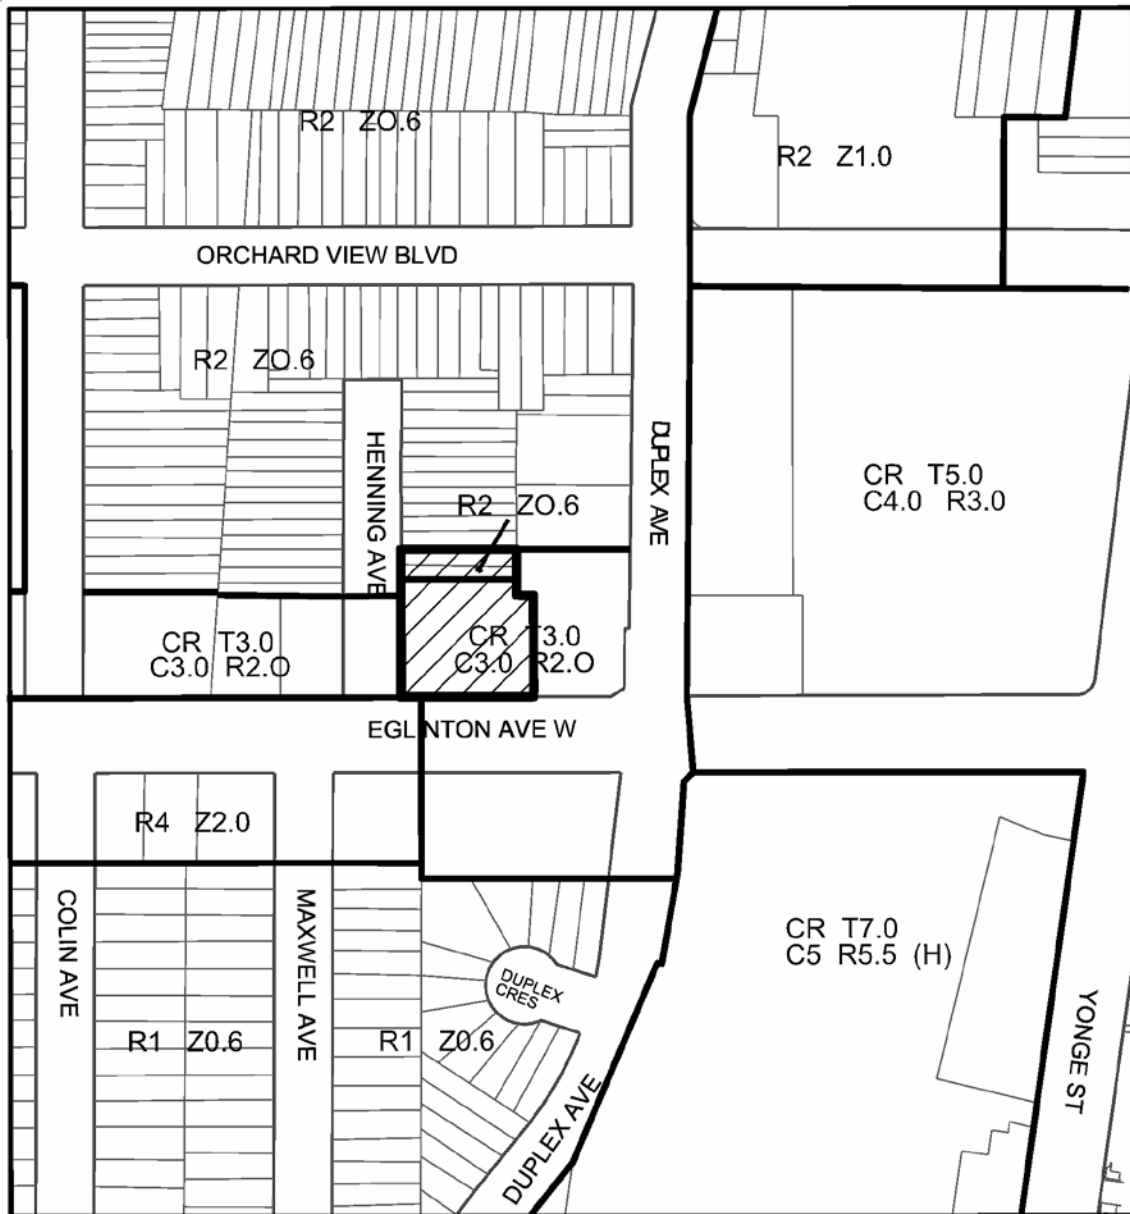 R2 ZO.6
R2 Z1.0
ORCHARD VIEW BLVD
R2 ZO.6
HENNING AVE
DUPLEX AVE
CR T5.0
C4.0 R3.0
R2 ZO.6
CR T3.0
C3.0 R2.O
CR T3.0
C3.0 R2.O
EGLINTON AVE W
R4 Z2.0
COLIN AVE
MAXWELL AVE
DUPLEX
CRES
CR T7.0
C5 R5.5 (H)
R1 Z0.6
R1 Z0.6
YONGE ST
DUPLEX AVE